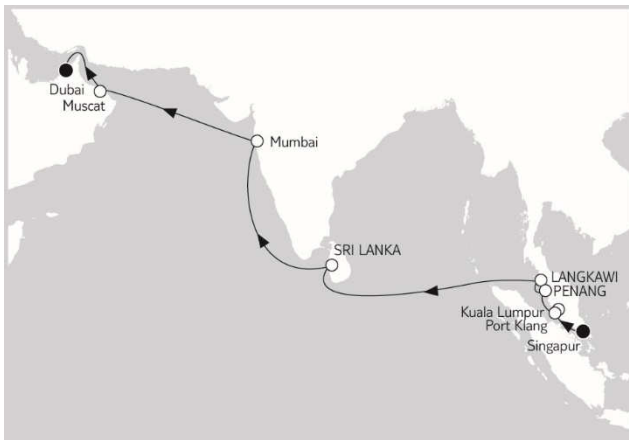 Dubai
Muscat
Mumbai
SRI LANKA
LANGKAWI
PENANG
Kuala Lumpur
Port Klang
Singapur